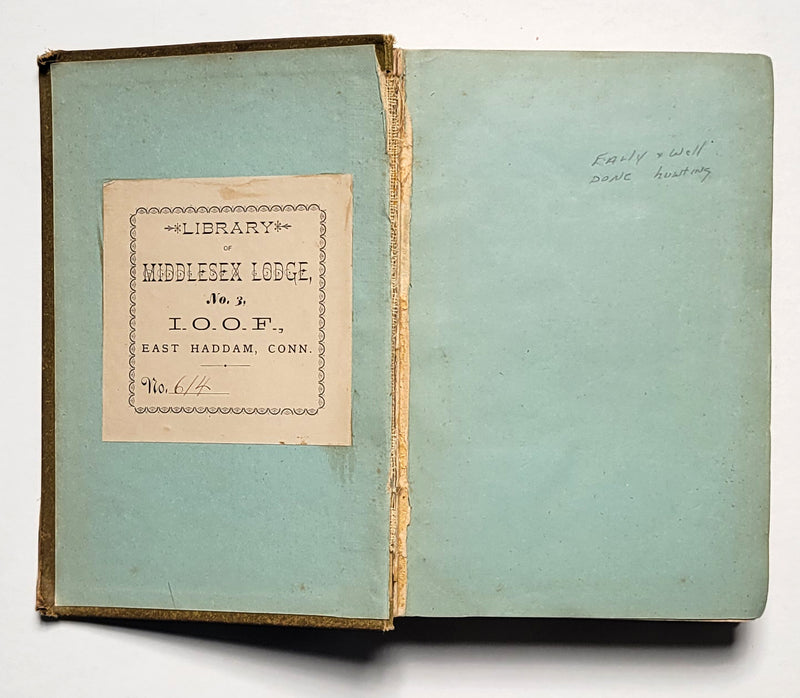 LIBRARY
OF
MIDDLESEX LODGE,
No. 3,
I.O.O.F.,
EAST HADDAM, CONN.
No. 614
EArly & Well
DONE hunting